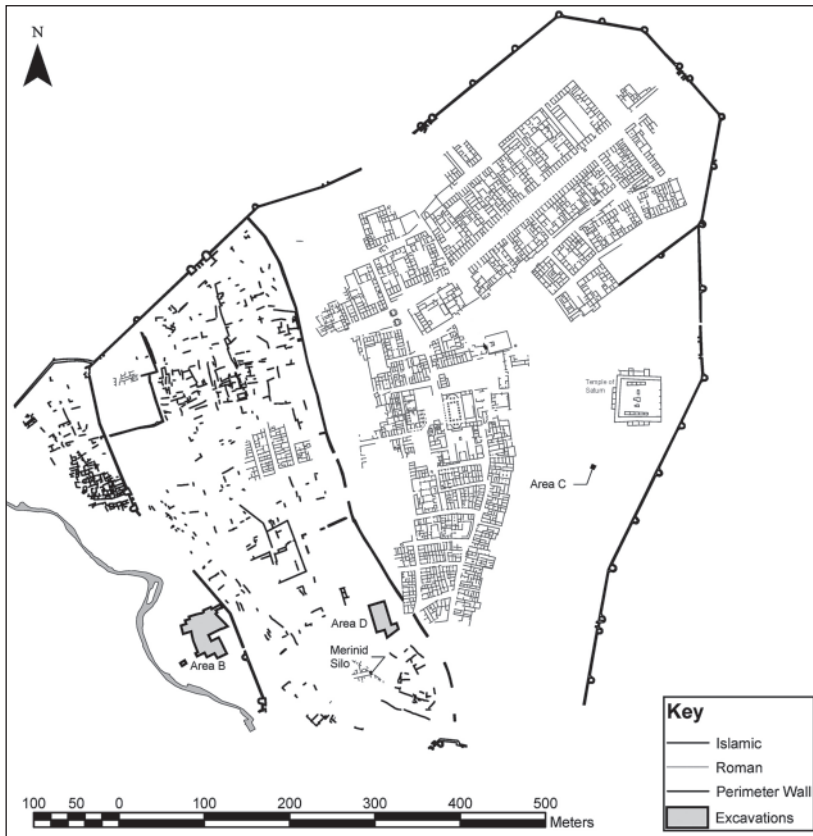 N
Temple of
Saturn
Area C
Area D
Area B
Merinid
Silo
Key
Islamic
Roman
Perimeter Wall
Excavations
100 50 0 100 200 300 400 500
Meters